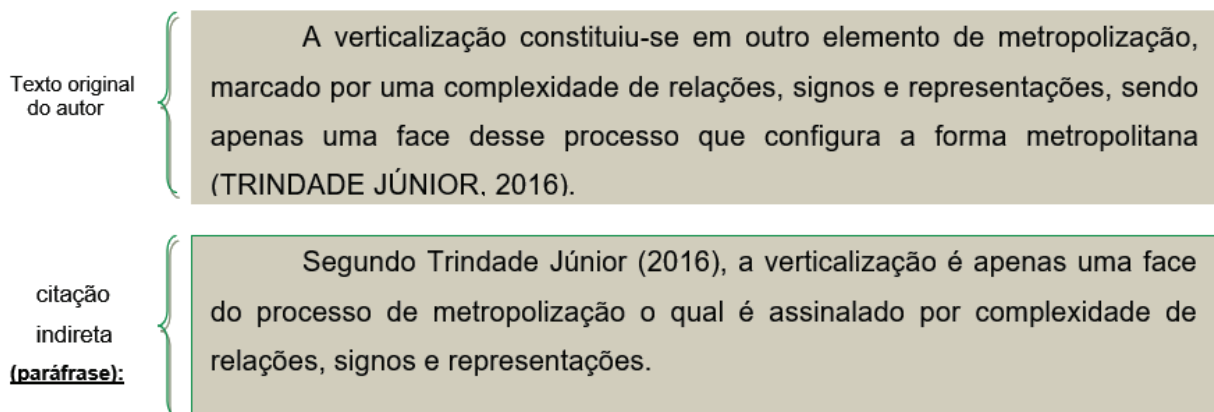 Texto original
do autor
A verticalização constituiu-se em outro elemento de metropolização,
marcado por uma complexidade de relações, signos e representações, sendo
apenas uma face desse processo que configura a forma metropolitana
(TRINDADE JÚNIOR, 2016).
citação
indireta
(paráfrase):
Segundo Trindade Júnior (2016), a verticalização é apenas uma face
do processo de metropolização o qual é assinalado por complexidade de
relações, signos e representações.